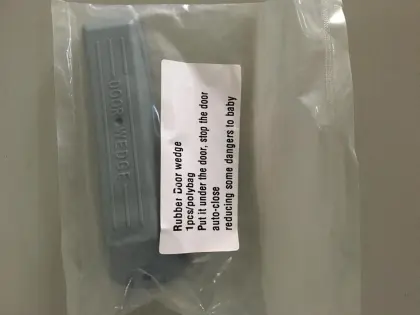 DOOR WEDGE
Rubber Door wedge
1pcs/polybag
Put it under the door, stop the door
auto-close
reducing some dangers to baby